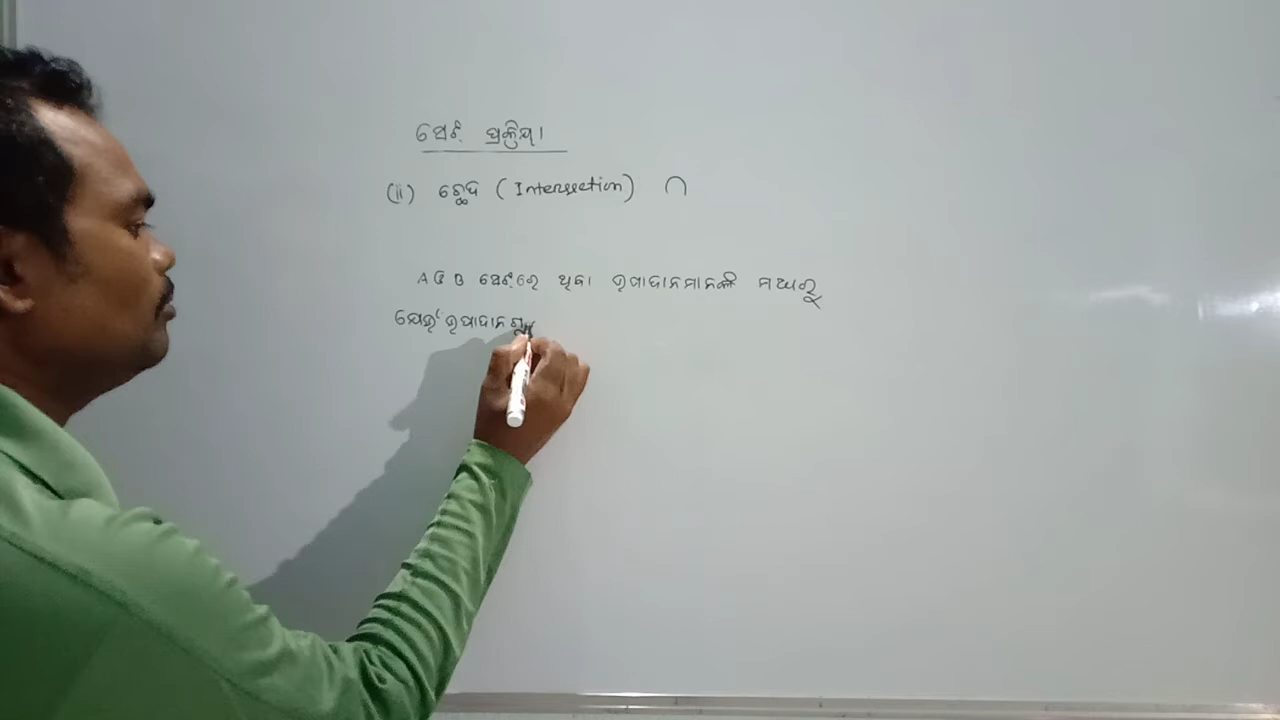 ସେଟ୍ ପ୍ରକ୍ରିୟା
(ii) ଛେଦ (Intersection) ∩
A ଓ B ସେଟ୍‌ରେ ଥିବା ଉପାଦାନମାନଙ୍କ ମଧ୍ୟରୁ
ଯେଉଁ ଉପାଦାନ